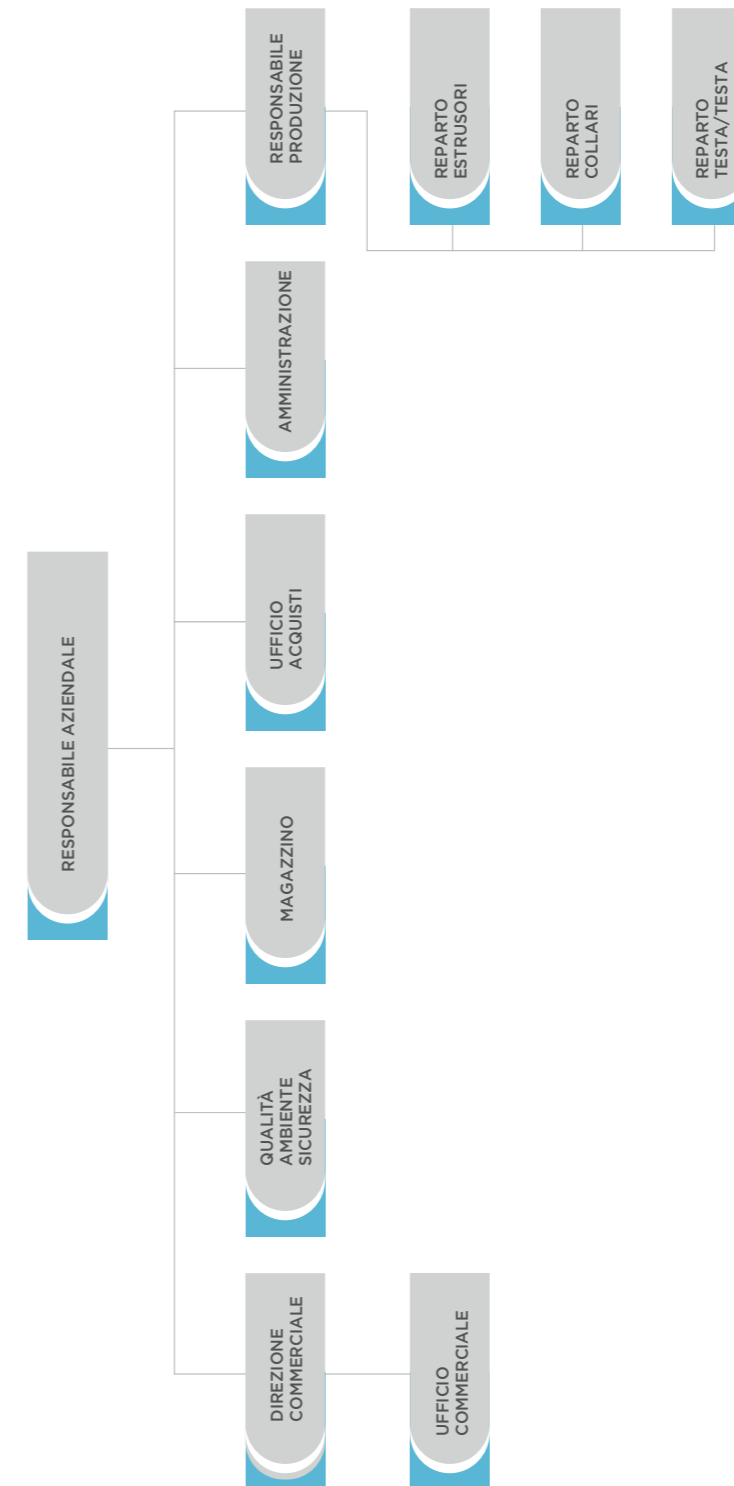 RESPONSABILE AZIENDALE
DIREZIONE
COMMERCIALE
QUALITÀ
AMBIENTE
SICUREZZA
MAGAZZINO
UFFICIO
ACQUISTI
AMMINISTRAZIONE
RESPONSABILE
PRODUZIONE
UFFICIO
COMMERCIALE
REPARTO
ESTRUSORI
REPARTO
COLLARI
REPARTO
TESTA/TESTA